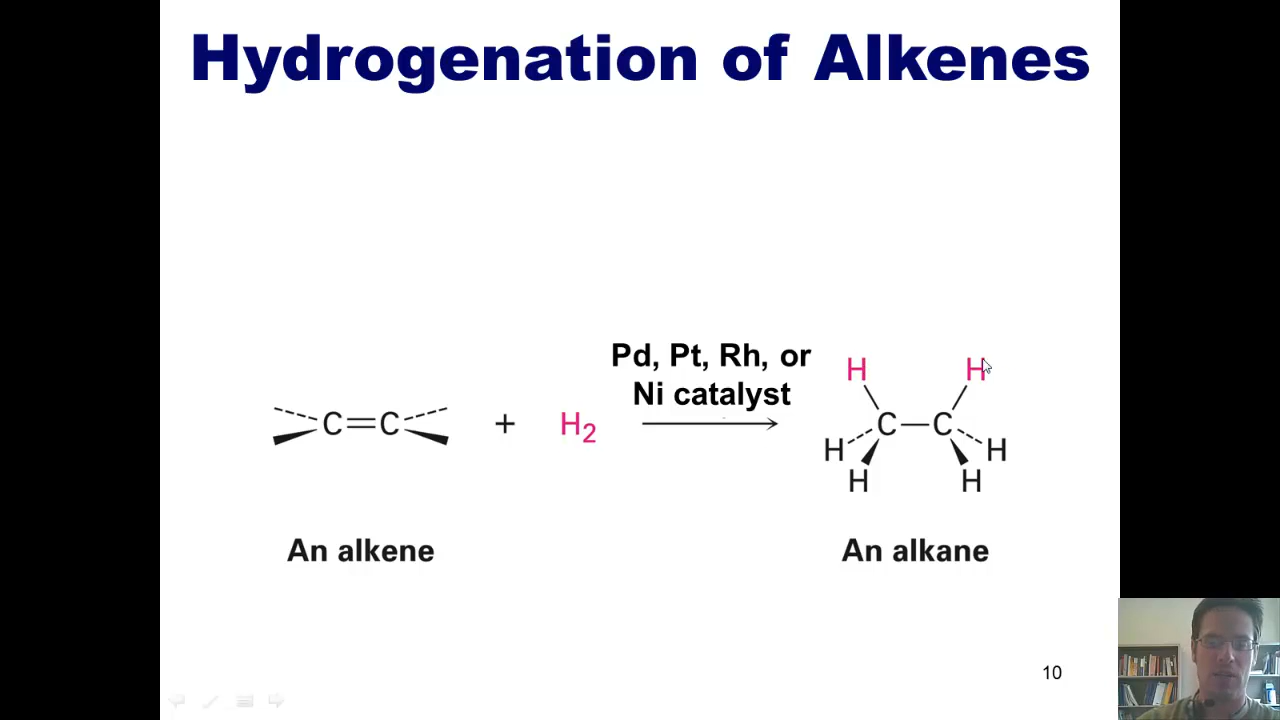 Hydrogenation of Alkenes
Pd, Pt, Rh, or
Ni catalyst
H H
C=C + H₂ → C—C
H H
H H
An alkene An alkane
10